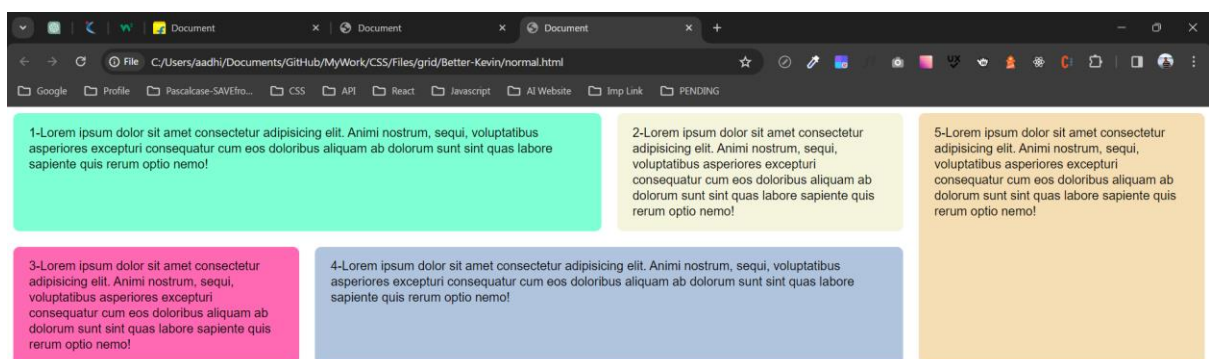 Document
Document
Document
File
C:/Users/aadhi/Documents/GitHub/MyWork/CSS/Files/grid/Better-Kevin/normal.html
Google
Profile
Pascalcase-SAVEfro...
CSS
API
React
Javascript
AI Website
Imp Link
PENDING
1-Lorem ipsum dolor sit amet consectetur adipisicing elit. Animi nostrum, sequi, voluptatibus
asperiores excepturi consequatur cum eos doloribus aliquam ab dolorum sunt sint quas labore
sapiente quis rerum optio nemo!
2-Lorem ipsum dolor sit amet consectetur
adipisicing elit. Animi nostrum, sequi,
voluptatibus asperiores excepturi
consequatur cum eos doloribus aliquam ab
dolorum sunt sint quas labore sapiente quis
rerum optio nemo!
5-Lorem ipsum dolor sit amet consectetur
adipisicing elit. Animi nostrum, sequi,
voluptatibus asperiores excepturi
consequatur cum eos doloribus aliquam ab
dolorum sunt sint quas labore sapiente quis
rerum optio nemo!
3-Lorem ipsum dolor sit amet consectetur
adipisicing elit. Animi nostrum, sequi,
voluptatibus asperiores excepturi
consequatur cum eos doloribus aliquam ab
dolorum sunt sint quas labore sapiente quis
rerum optio nemo!
4-Lorem ipsum dolor sit amet consectetur adipisicing elit. Animi nostrum, sequi, voluptatibus
asperiores excepturi consequatur cum eos doloribus aliquam ab dolorum sunt sint quas labore
sapiente quis rerum optio nemo!